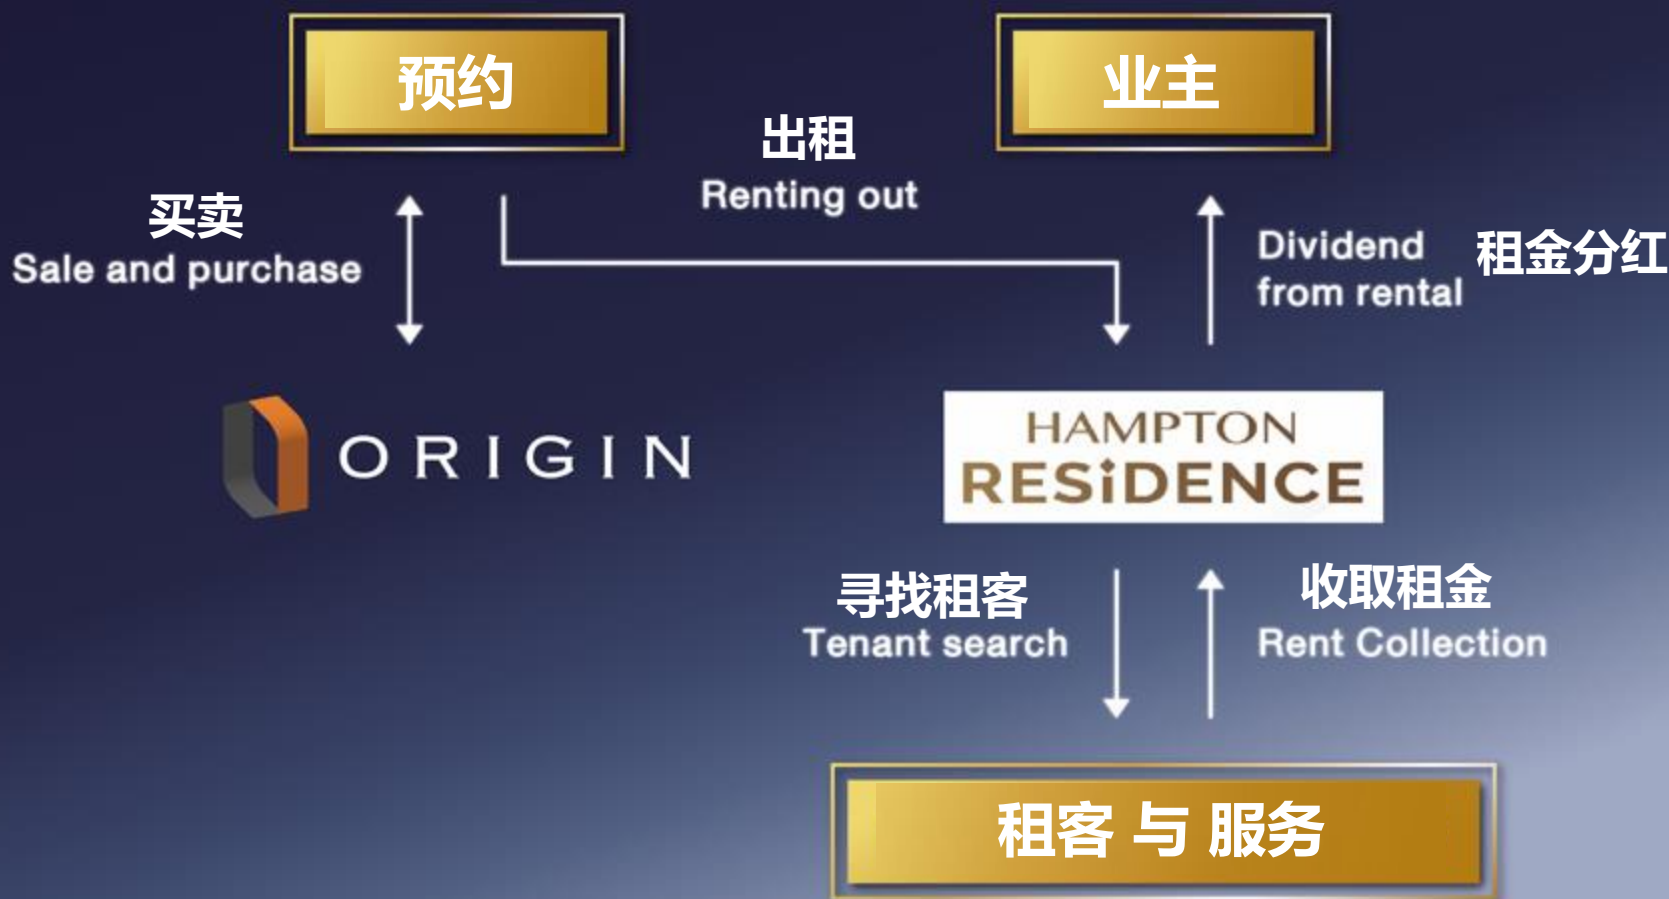 预约
业主
出租
Renting out
买卖
Sale and purchase
Dividend
from rental
租金分红
ORIGIN
HAMPTON
RESiDENCE
寻找租客
Tenant search
收取租金
Rent Collection
租客 与 服务